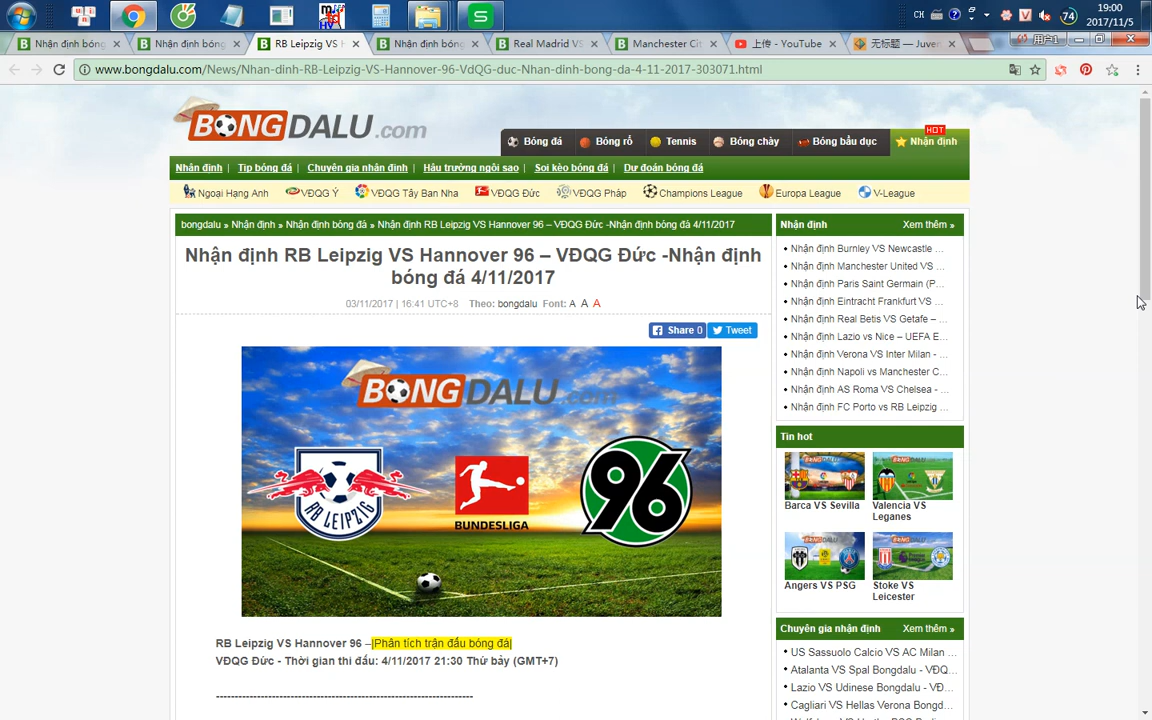 CH
74
19:00
2017/11/5
Nhận định bóng
Nhận định bóng
RB Leipzig VS H
Nhận định bóng
Real Madrid VS
Manchester Cit
上传 - YouTube
无标题 — Juven
用户1
www.bongdalu.com/News/Nhan-dinh-RB-Leipzig-VS-Hannover-96-VdQG-duc-Nhan-dinh-bong-da-4-11-2017-303071.html
BONGDALU.com
HOT
Bóng đá
Bóng rổ
Tennis
Bóng chày
Bóng bầu dục
Nhận định
Nhận định | Tip bóng đá | Chuyên gia nhận định | Hậu trường ngôi sao | Soi kèo bóng đá | Dự đoán bóng đá
Ngoại Hạng Anh VĐQG Ý VĐQG Tây Ban Nha VĐQG Đức VĐQG Pháp Champions League Europa League V-League
bongdalu » Nhận định » Nhận định bóng đá » Nhận định RB Leipzig VS Hannover 96 – VĐQG Đức -Nhận định bóng đá 4/11/2017
Nhận định RB Leipzig VS Hannover 96 – VĐQG Đức -Nhận định
bóng đá 4/11/2017
03/11/2017 | 16:41 UTC+8 Theo: bongdalu Font: A A A
Share 0
Tweet
BONGDALU.com
RB LEIPZIG
BUNDESLIGA
96
RB Leipzig VS Hannover 96 –|Phân tích trận đấu bóng đá|
VĐQG Đức - Thời gian thi đấu: 4/11/2017 21:30 Thứ bảy (GMT+7)
--------------------------------------------------------------------
Nhận định Xem thêm »
Nhận định Burnley VS Newcastle ...
Nhận định Manchester United VS ...
Nhận định Paris Saint Germain (P...
Nhận định Eintracht Frankfurt VS ...
Nhận định Real Betis VS Getafe – ...
Nhận định Lazio vs Nice – UEFA E...
Nhận định Verona VS Inter Milan - ...
Nhận định Napoli vs Manchester C...
Nhận định AS Roma VS Chelsea - ...
Nhận định FC Porto vs RB Leipzig ...
Tin hot
Barca VS Sevilla
Valencia VS
Leganes
Angers VS PSG
Stoke VS
Leicester
Chuyên gia nhận định Xem thêm »
US Sassuolo Calcio VS AC Milan ...
Atalanta VS Spal Bongdalu - VĐQ...
Lazio VS Udinese Bongdalu - VĐ...
Cagliari VS Hellas Verona Bongd...